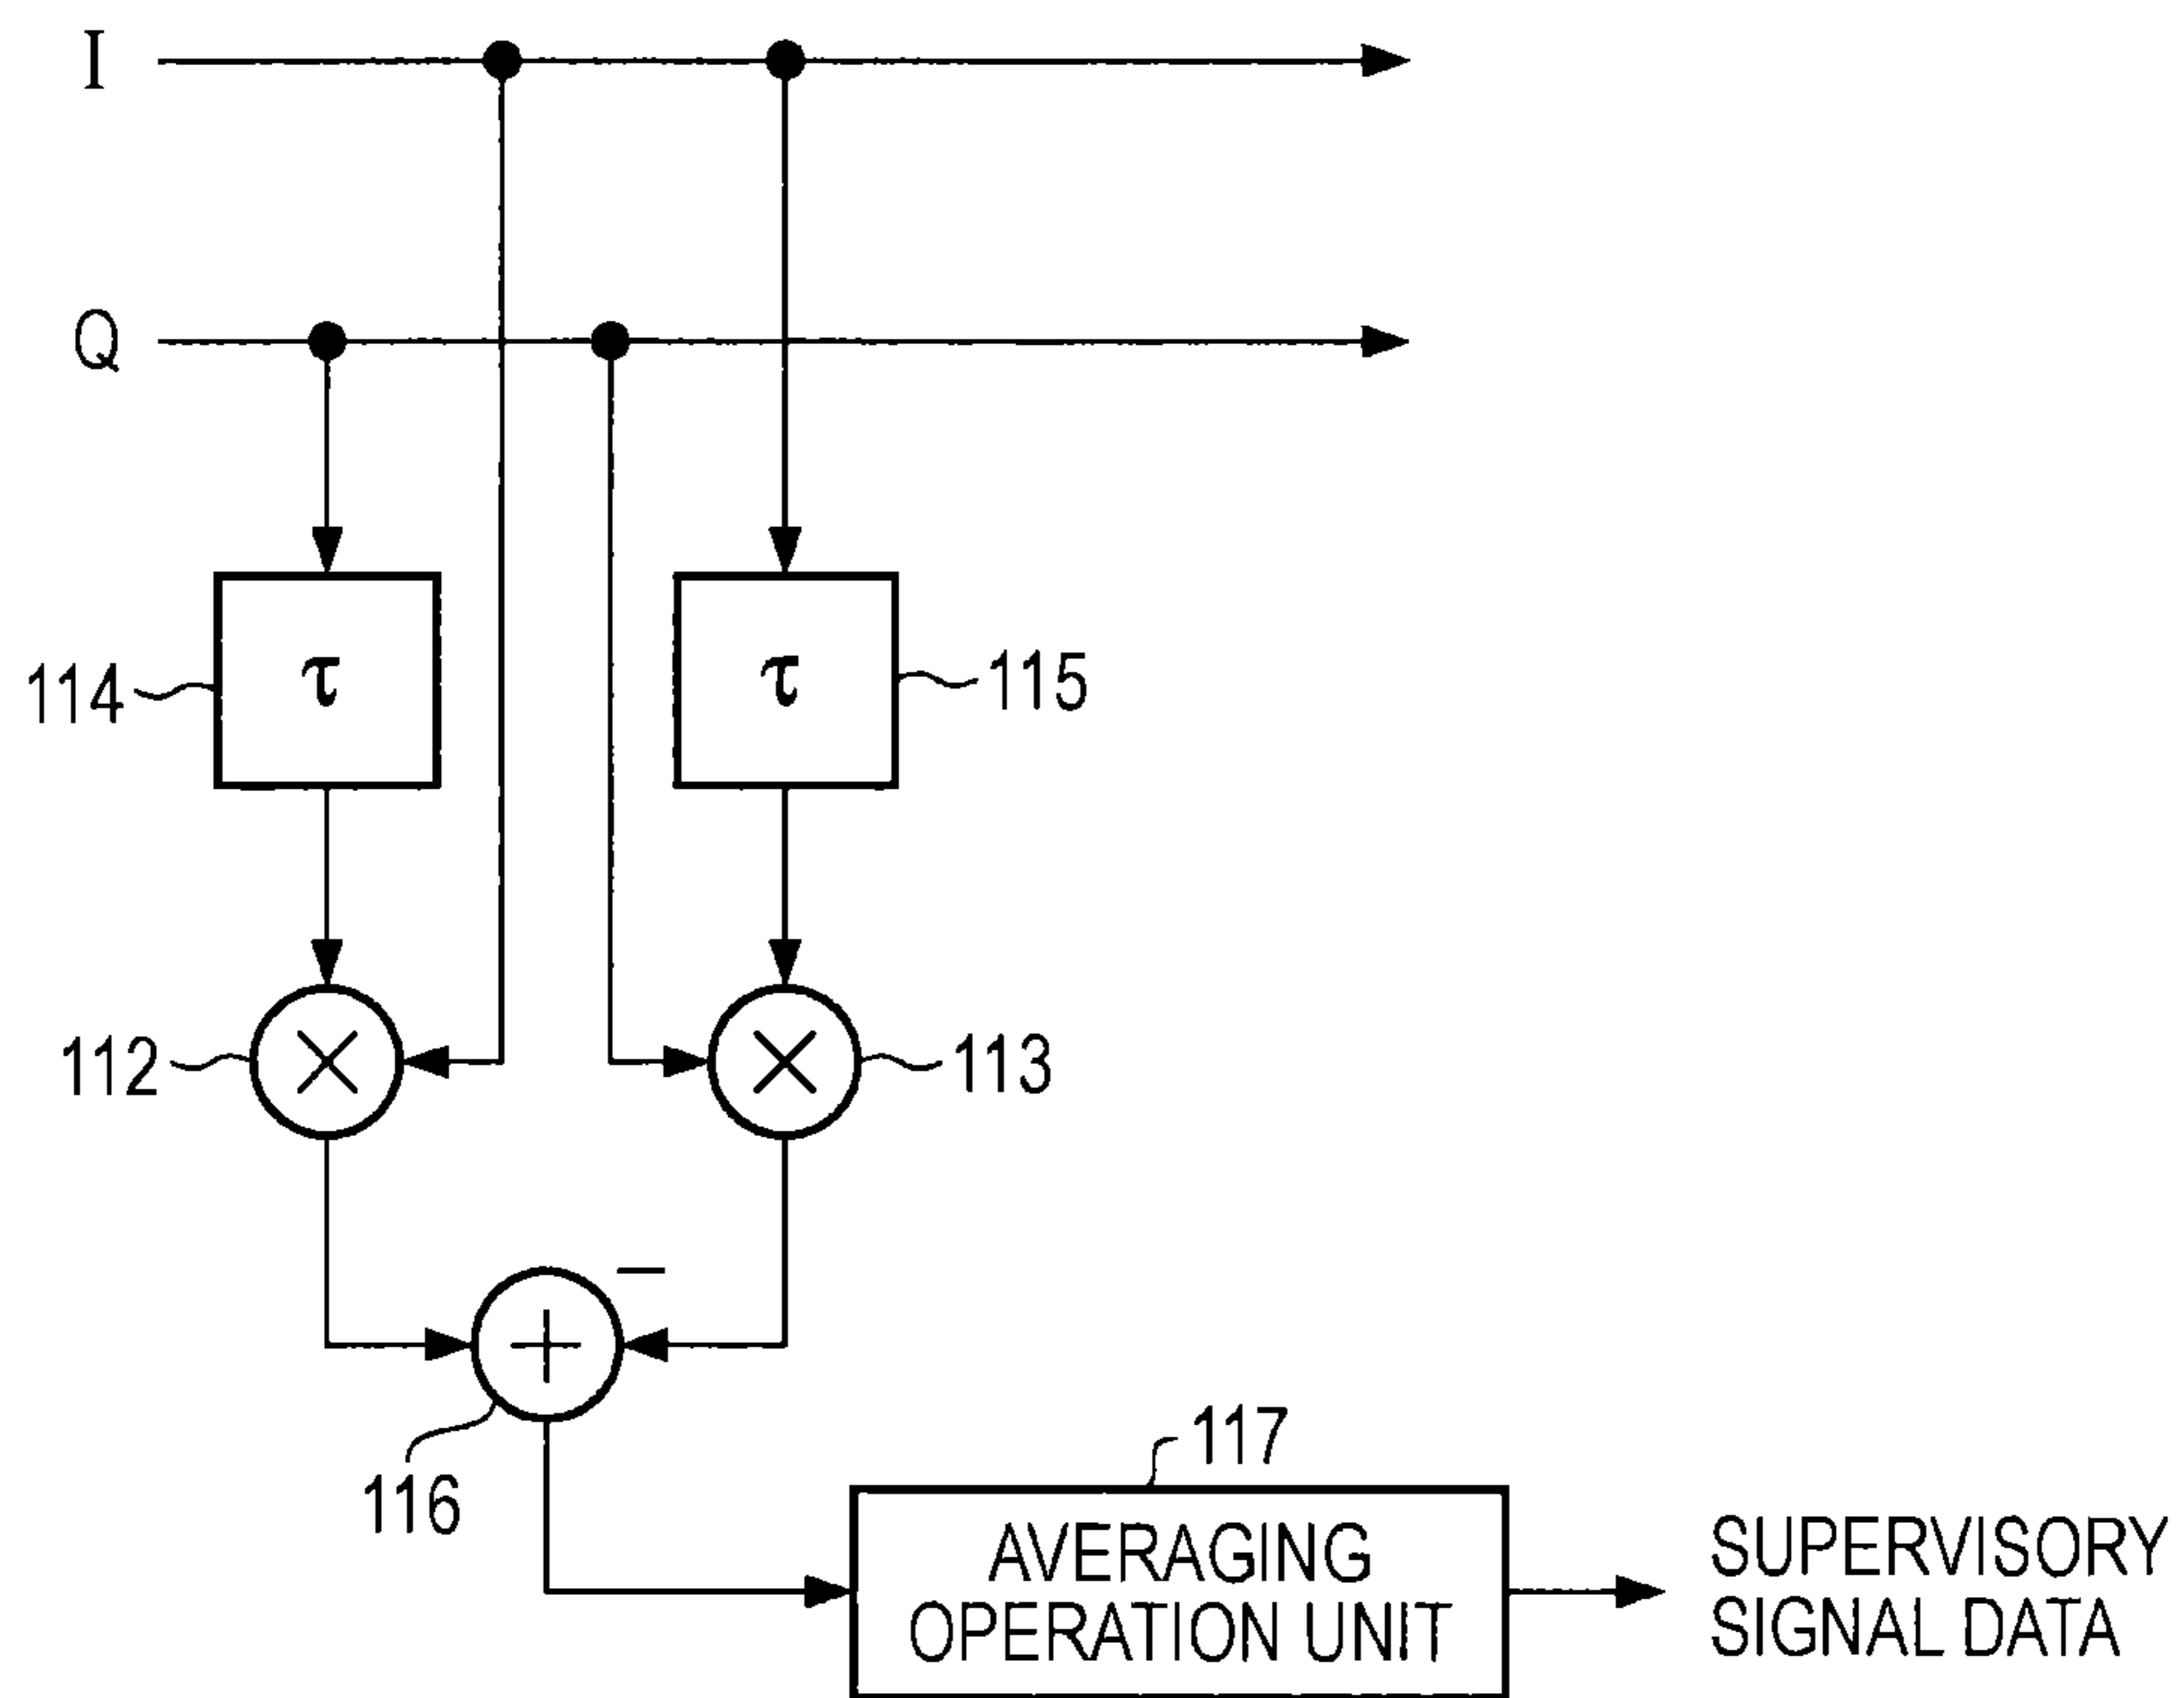 I
Q
τ
τ
114
115
112
113
−
116
117
AVERAGING
OPERATION UNIT
SUPERVISORY
SIGNAL DATA